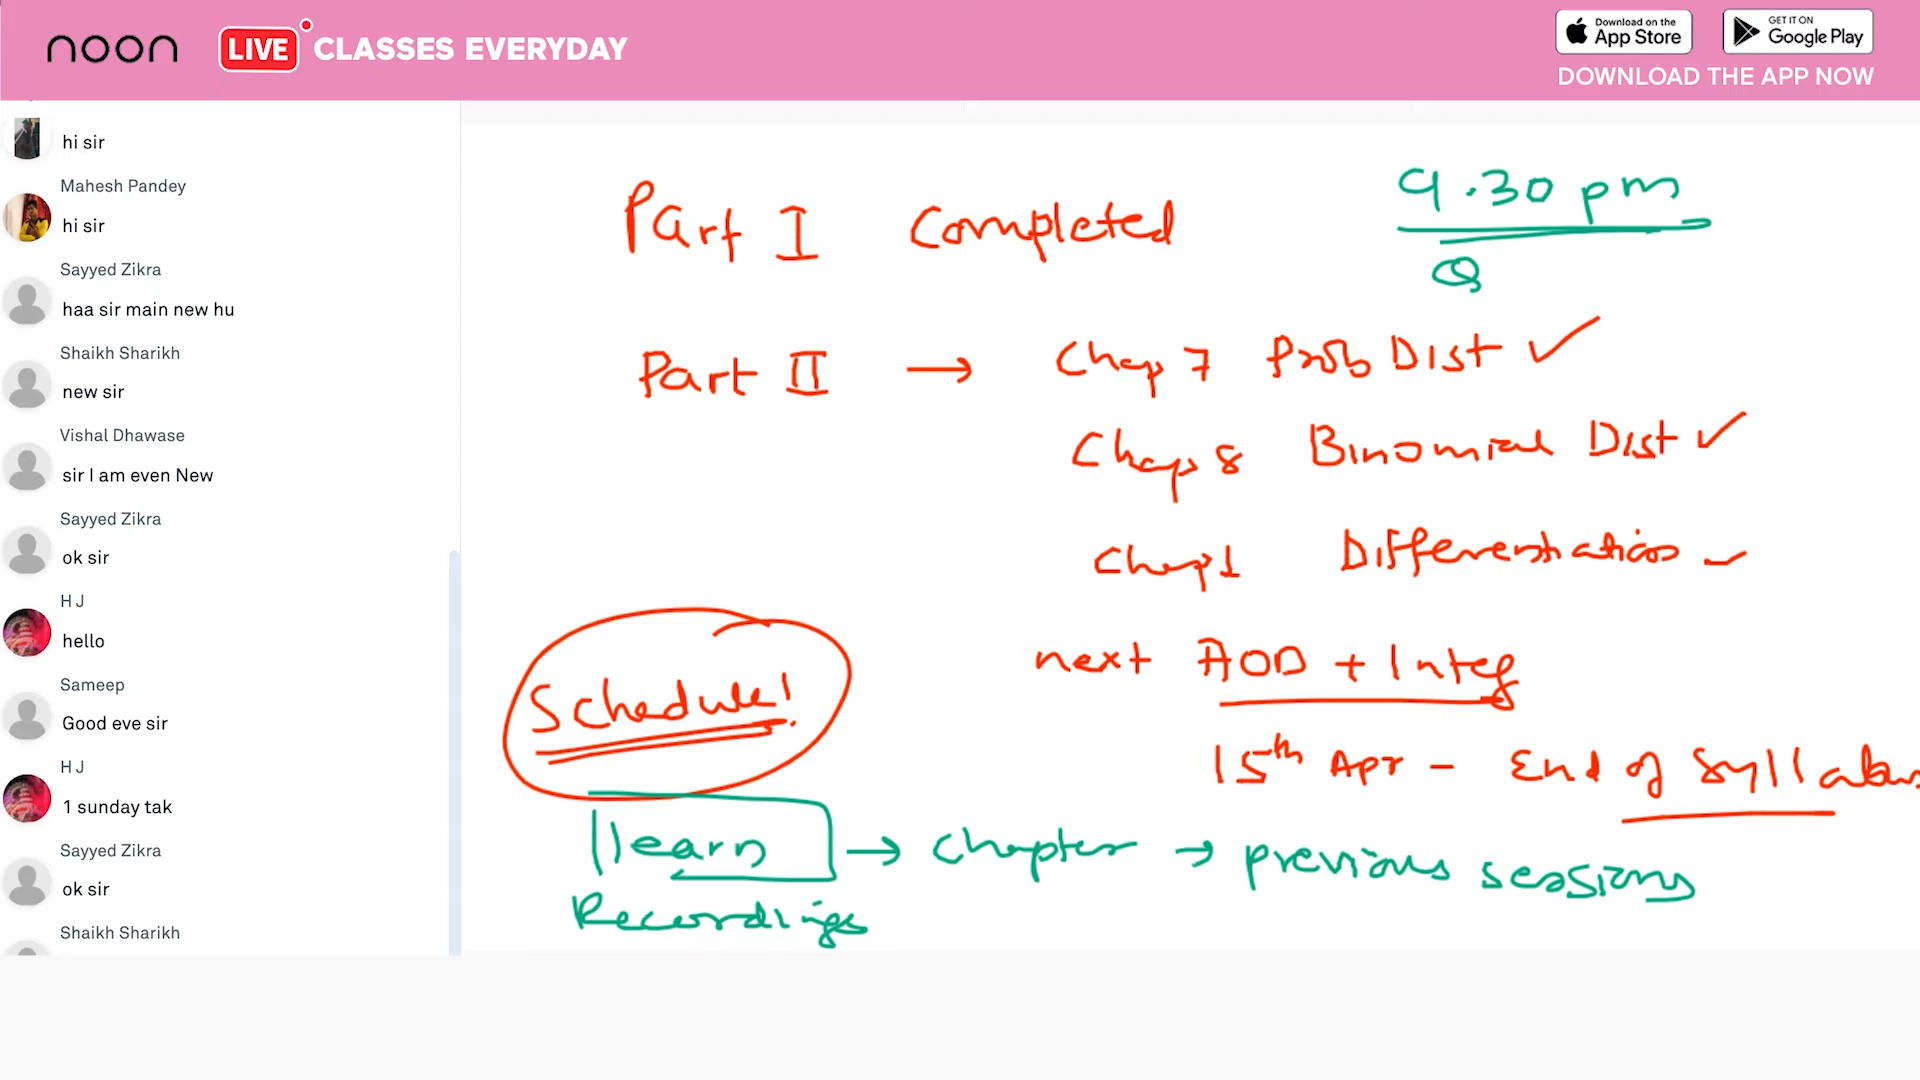 noon LIVE CLASSES EVERYDAY
Download on the App Store
GET IT ON Google Play
DOWNLOAD THE APP NOW
hi sir
Mahesh Pandey
hi sir
Sayyed Zikra
haa sir main new hu
Shaikh Sharikh
new sir
Vishal Dhawase
sir I am even New
Sayyed Zikra
ok sir
H J
hello
Sameep
Good eve sir
H J
1 sunday tak
Sayyed Zikra
ok sir
Shaikh Sharikh
9.30 pm
Part I Completed
Part II → Chap 7 Prob Dist ✓
Chap 8 Binomial Dist ✓
Chap 1 Differentiation
next AOD + Integ
Schedule!
15th Apr - End of Syllabus
learn → chapter → previous sessions
Recordings